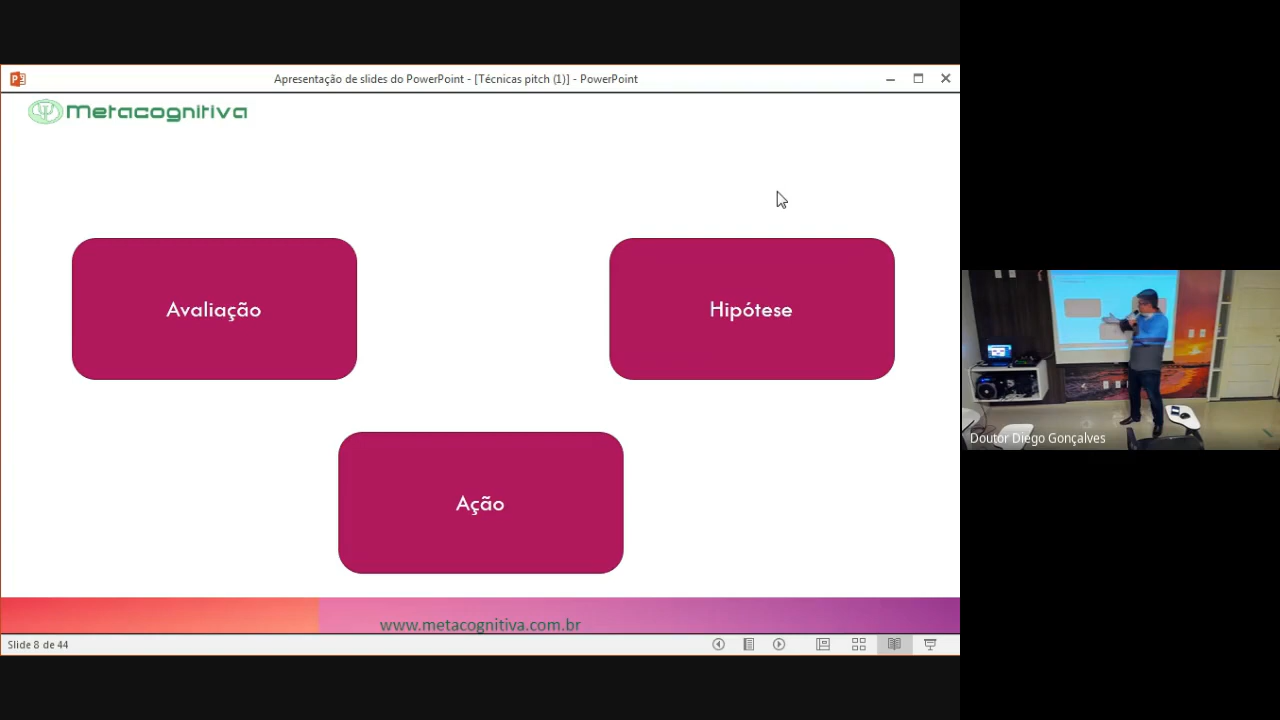 Apresentação de slides do PowerPoint - [Técnicas pitch (1)] - PowerPoint
Metacognitiva
Avaliação
Hipótese
Ação
www.metacognitiva.com.br
Slide 8 de 44
Doutor Diego Gonçalves